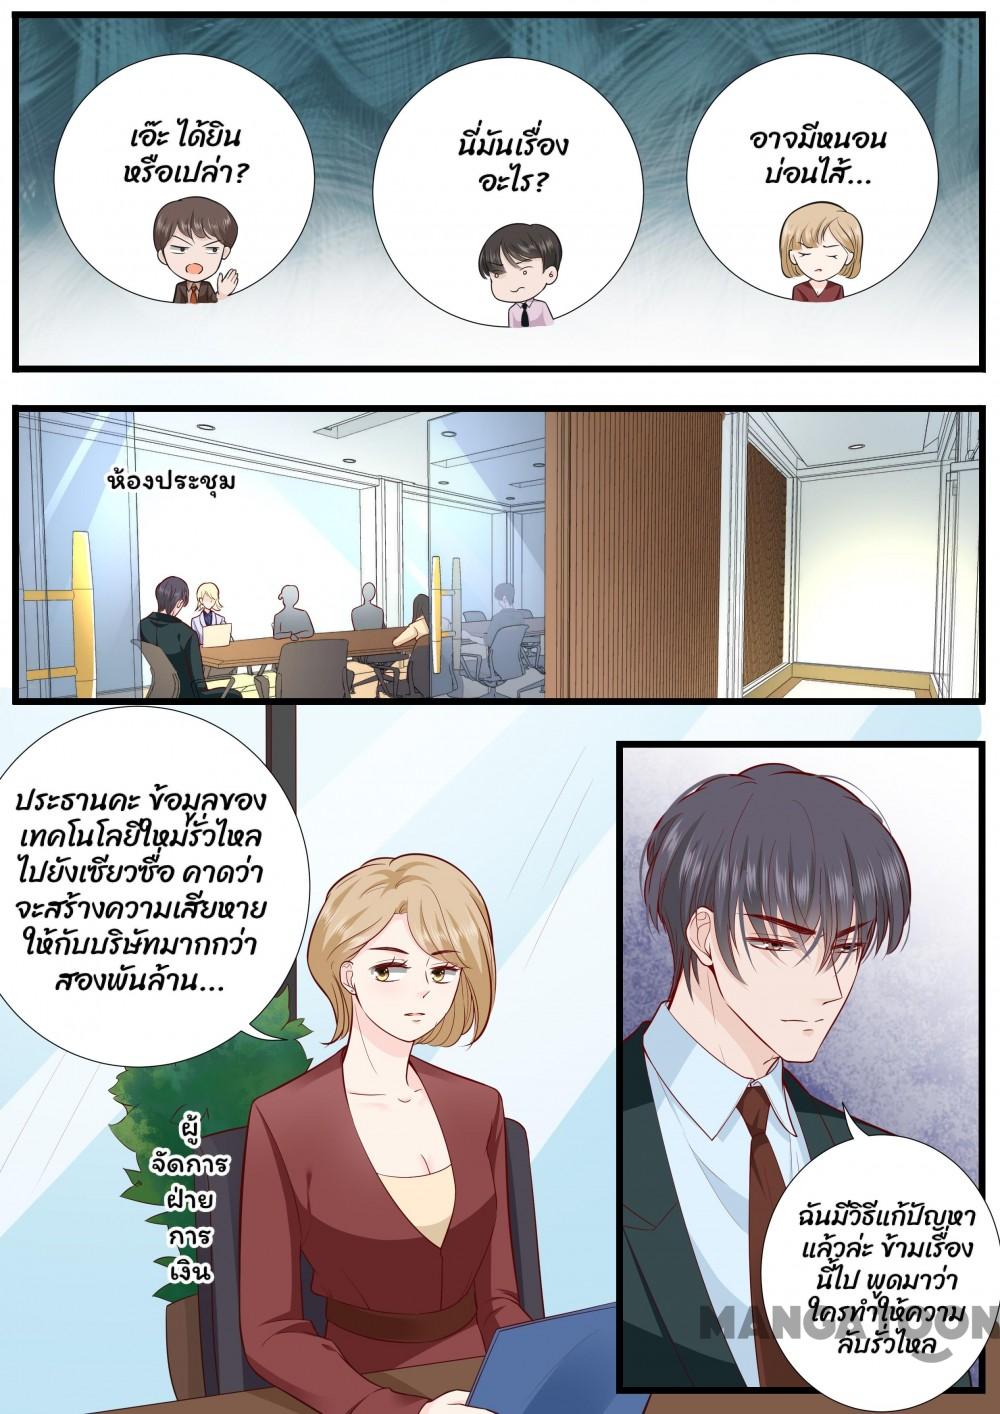 เอ๊ะ ได้ยิน
หรือเปล่า?
นี่มันเรื่อง
อะไร?
อาจมีหนอน
บ่อนไส้...
ห้องประชุม
ประธานคะ ข้อมูลของ
เทคโนโลยีใหม่รั่วไหล
ไปยังเซียวซื่อ คาดว่า
จะสร้างความเสียหาย
ให้กับบริษัทมากกว่า
สองพันล้าน...
ผู้
จัดการ
ฝ่าย
การ
เงิน
ฉันมีวิธีแก้ปัญหา
แล้วล่ะ ข้ามเรื่อง
นี้ไป พูดมาว่า
ใครทำให้ความ
ลับรั่วไหล
MANGATOON